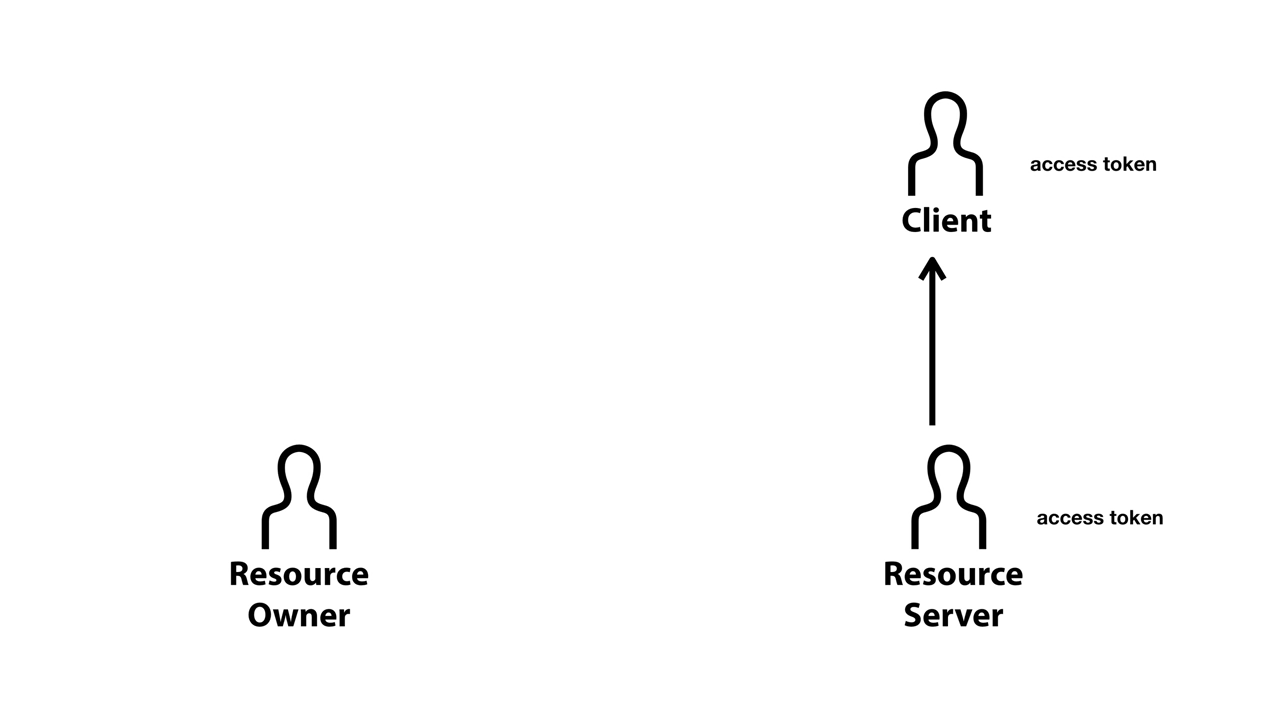 access token
Client
access token
Resource
Owner
Resource
Server